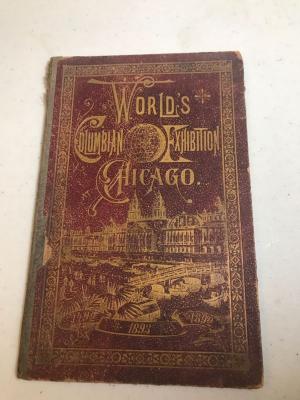 WORLD'S
COLUMBIAN EXHIBITION
CHICAGO.
1893